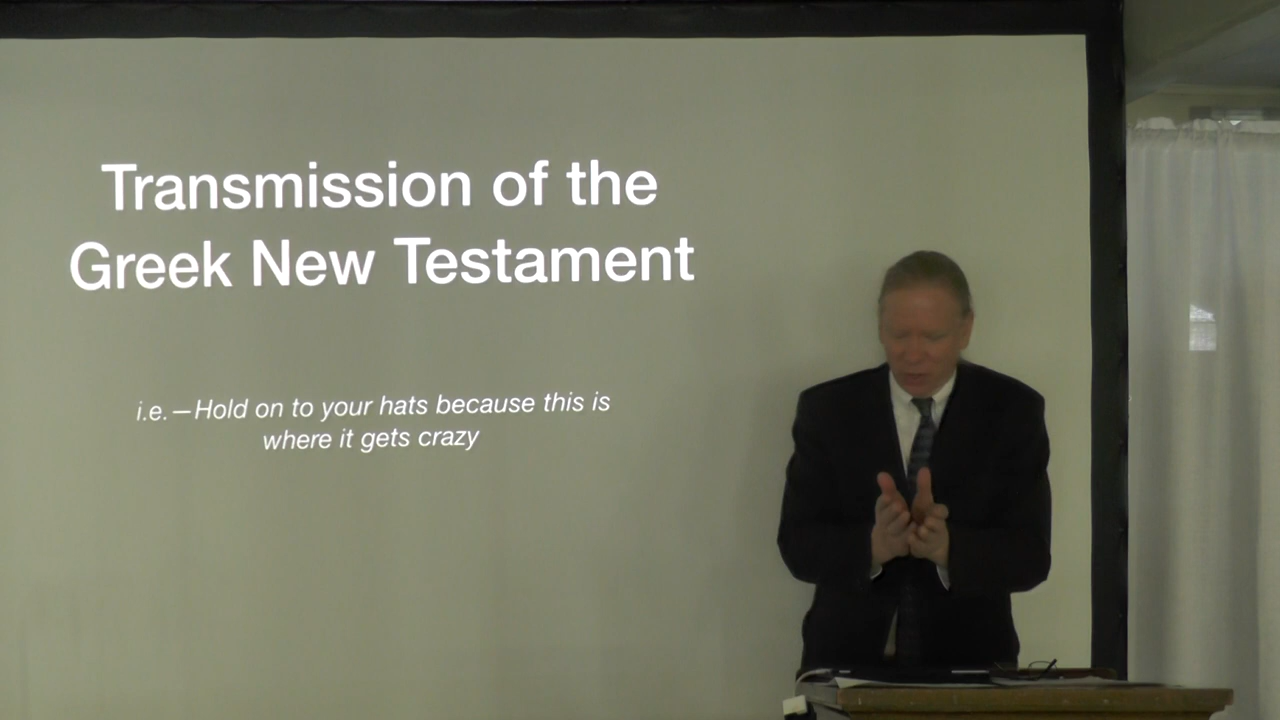 Transmission of the
Greek New Testament
i.e.—Hold on to your hats because this is
where it gets crazy